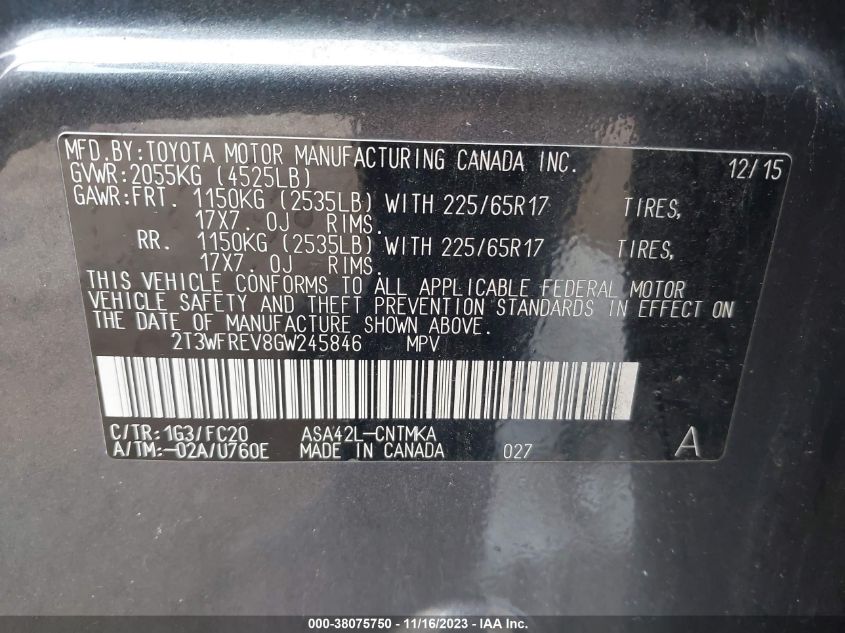 MFD.BY:TOYOTA MOTOR MANUFACTURING CANADA INC. 12/15
GVWR:2055KG (4525LB)
GAWR:FRT. 1150KG (2535LB) WITH 225/65R17 TIRES,
17X7. 0J RIMS.
RR. 1150KG (2535LB) WITH 225/65R17 TIRES,
17X7. 0J RIMS.
THIS VEHICLE CONFORMS TO ALL APPLICABLE FEDERAL MOTOR
VEHICLE SAFETY AND THEFT PREVENTION STANDARDS IN EFFECT ON
THE DATE OF MANUFACTURE SHOWN ABOVE.
2T3WFREV8GW245846 MPV
C/TR:1G3/FC20 ASA42L-CNTMKA
A/TM:-02A/U760E MADE IN CANADA 027 A
000-38075750 - 11/16/2023 - IAA Inc.